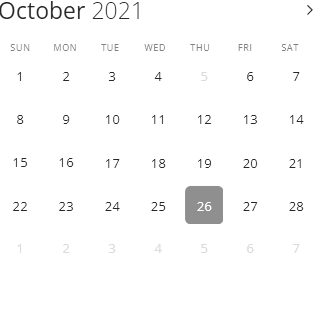 October 2021 >
SUN MON TUE WED THU FRI SAT
1 2 3 4 5 6 7
8 9 10 11 12 13 14
15 16 17 18 19 20 21
22 23 24 25 26 27 28
1 2 3 4 5 6 7